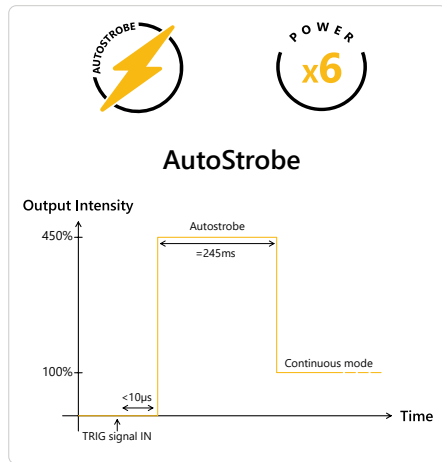 AUTOSTROBE
POWER
x6
AutoStrobe
Output Intensity
450%
Autostrobe
=245ms
100%
Continuous mode
<10µs
Time
TRIG signal IN